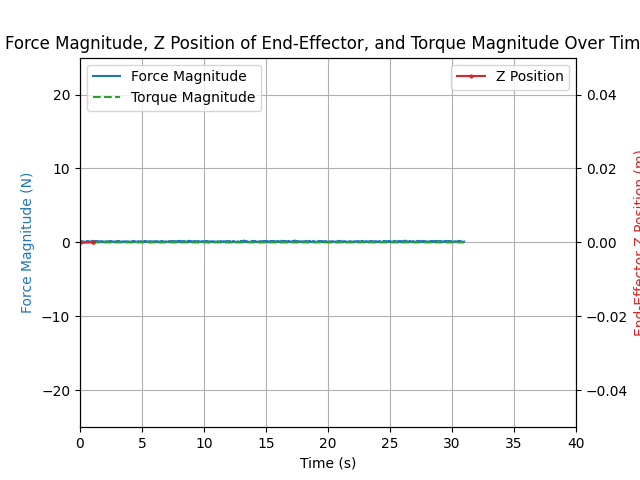 Force Magnitude, Z Position of End-Effector, and Torque Magnitude Over Tim
Force Magnitude
Torque Magnitude
Z Position
20
10
0
−10
−20
0.04
0.02
0.00
−0.02
−0.04
Force Magnitude (N)
End-Effector Z Position (m)
0 5 10 15 20 25 30 35 40
Time (s)